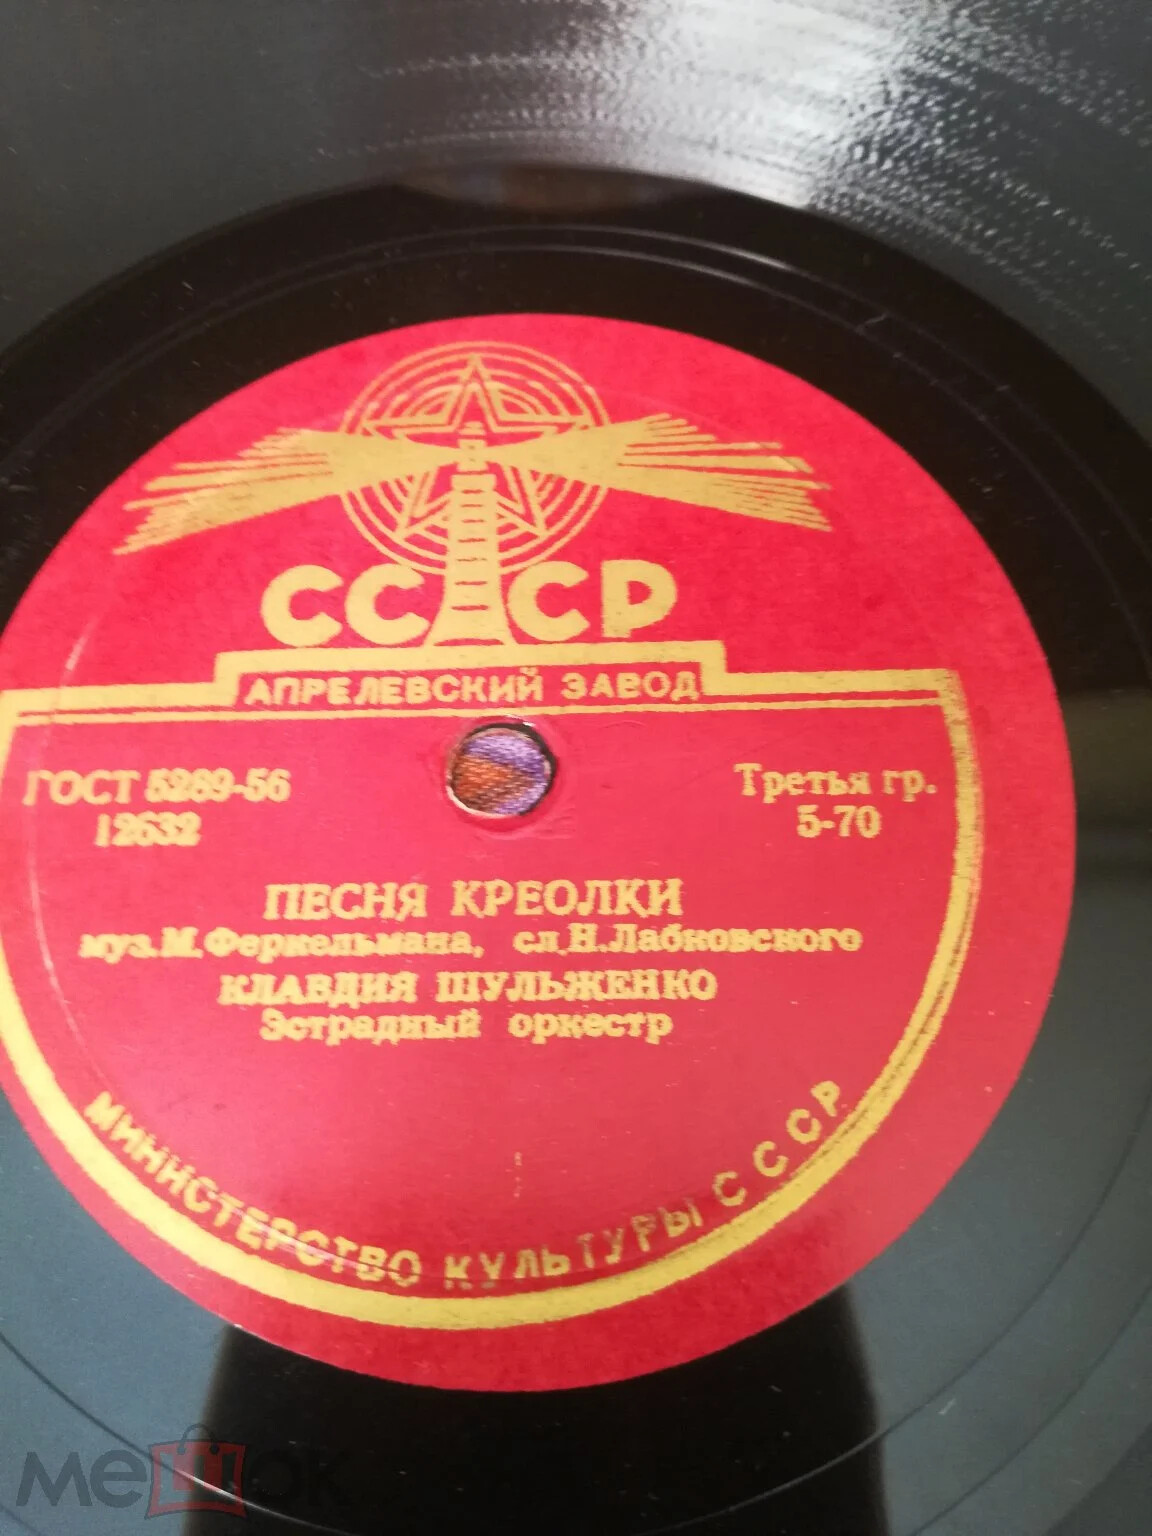 СССР
АПРЕЛЕВСКИЙ ЗАВОД
ГОСТ 5289-56
Третья гр.
12632
5-70
ПЕСНЯ КРЕОЛКИ
муз.М.Феркельмана, сл.Н.Лабковского
КЛАВДИЯ ШУЛЬЖЕНКО
Эстрадный оркестр
МИНИСТЕРСТВО КУЛЬТУРЫ СССР
мешок